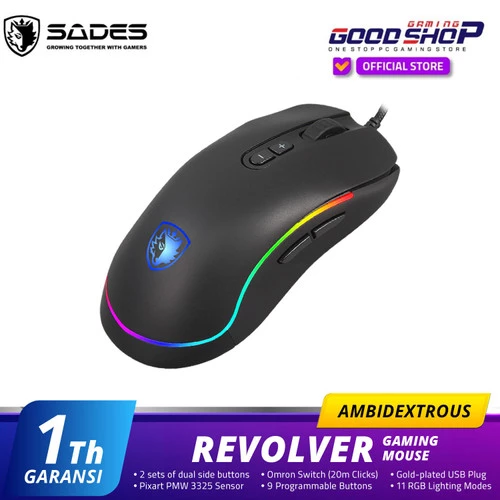 SADES
GROWING TOGETHER WITH GAMERS
GAMING
GOODSHOP
ONE STOP PC GAMING STORE
OFFICIAL STORE
- +
1Th
GARANSI
AMBIDEXTROUS
REVOLVER GAMING MOUSE
• 2 sets of dual side buttons • Omron Switch (20m Clicks) • Gold-plated USB Plug
• Pixart PMW 3325 Sensor • 9 Programmable Buttons • 11 RGB Lighting Modes